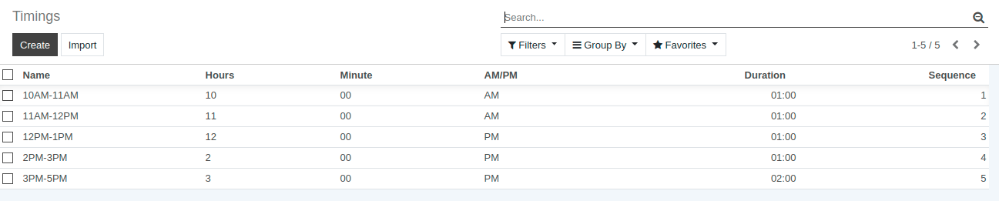 Timings
Search...
Create Import Filters Group By Favorites 1-5 / 5
Name Hours Minute AM/PM Duration Sequence
10AM-11AM 10 00 AM 01:00 1
11AM-12PM 11 00 AM 01:00 2
12PM-1PM 12 00 PM 01:00 3
2PM-3PM 2 00 PM 01:00 4
3PM-5PM 3 00 PM 02:00 5